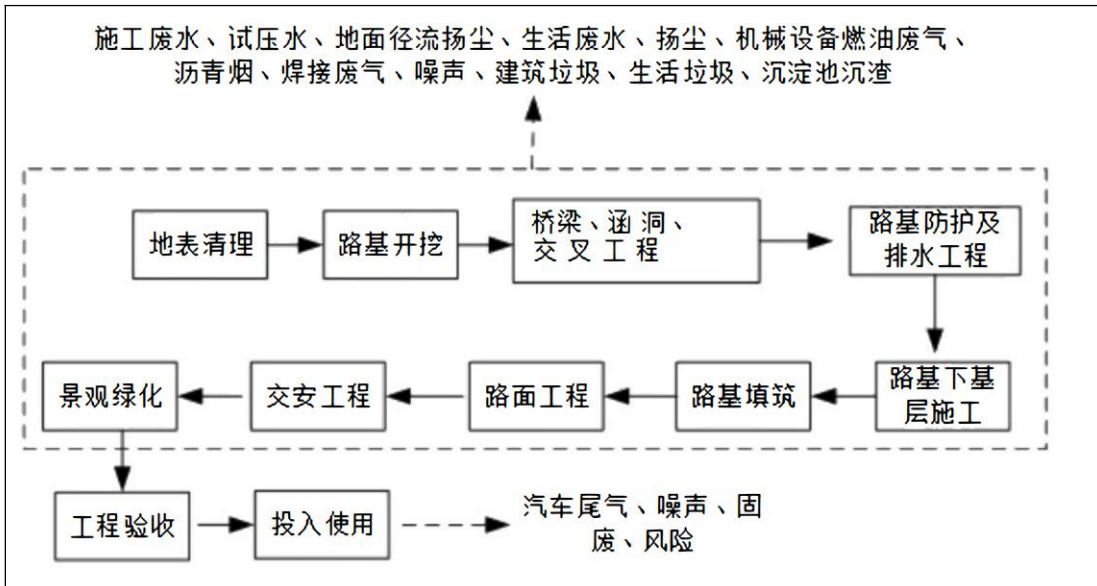 施工废水、试压水、地面径流扬尘、生活废水、扬尘、机械设备燃油废气、
沥青烟、焊接废气、噪声、建筑垃圾、生活垃圾、沉淀池沉渣
地表清理
路基开挖
桥梁、涵 洞、
交 叉 工 程
路基防护及
排水工程
路基下基
层施工
路基填筑
路面工程
交安工程
景观绿化
工程验收
投入使用
汽车尾气、噪声、固
废、风险